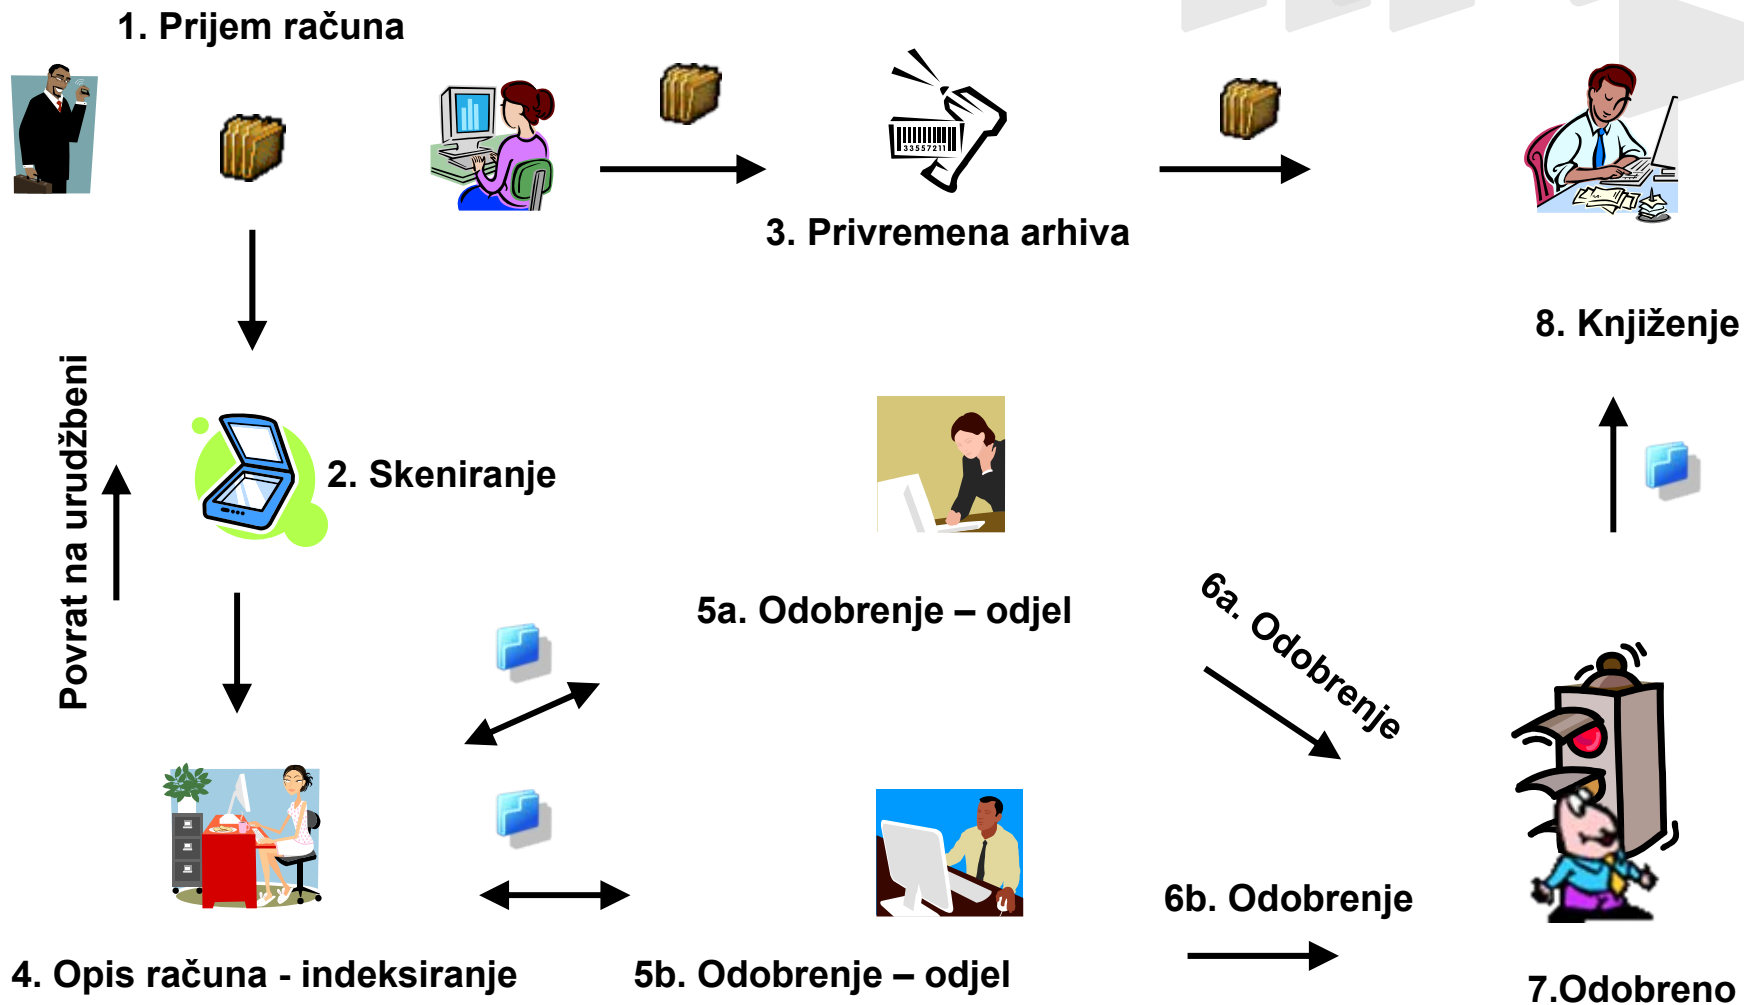 1. Prijem računa
33557211
3. Privremena arhiva
8. Knjiženje
Povrat na urudžbeni
2. Skeniranje
5a. Odobrenje – odjel
6a. Odobrenje
6b. Odobrenje
4. Opis računa - indeksiranje
5b. Odobrenje – odjel
7.Odobreno